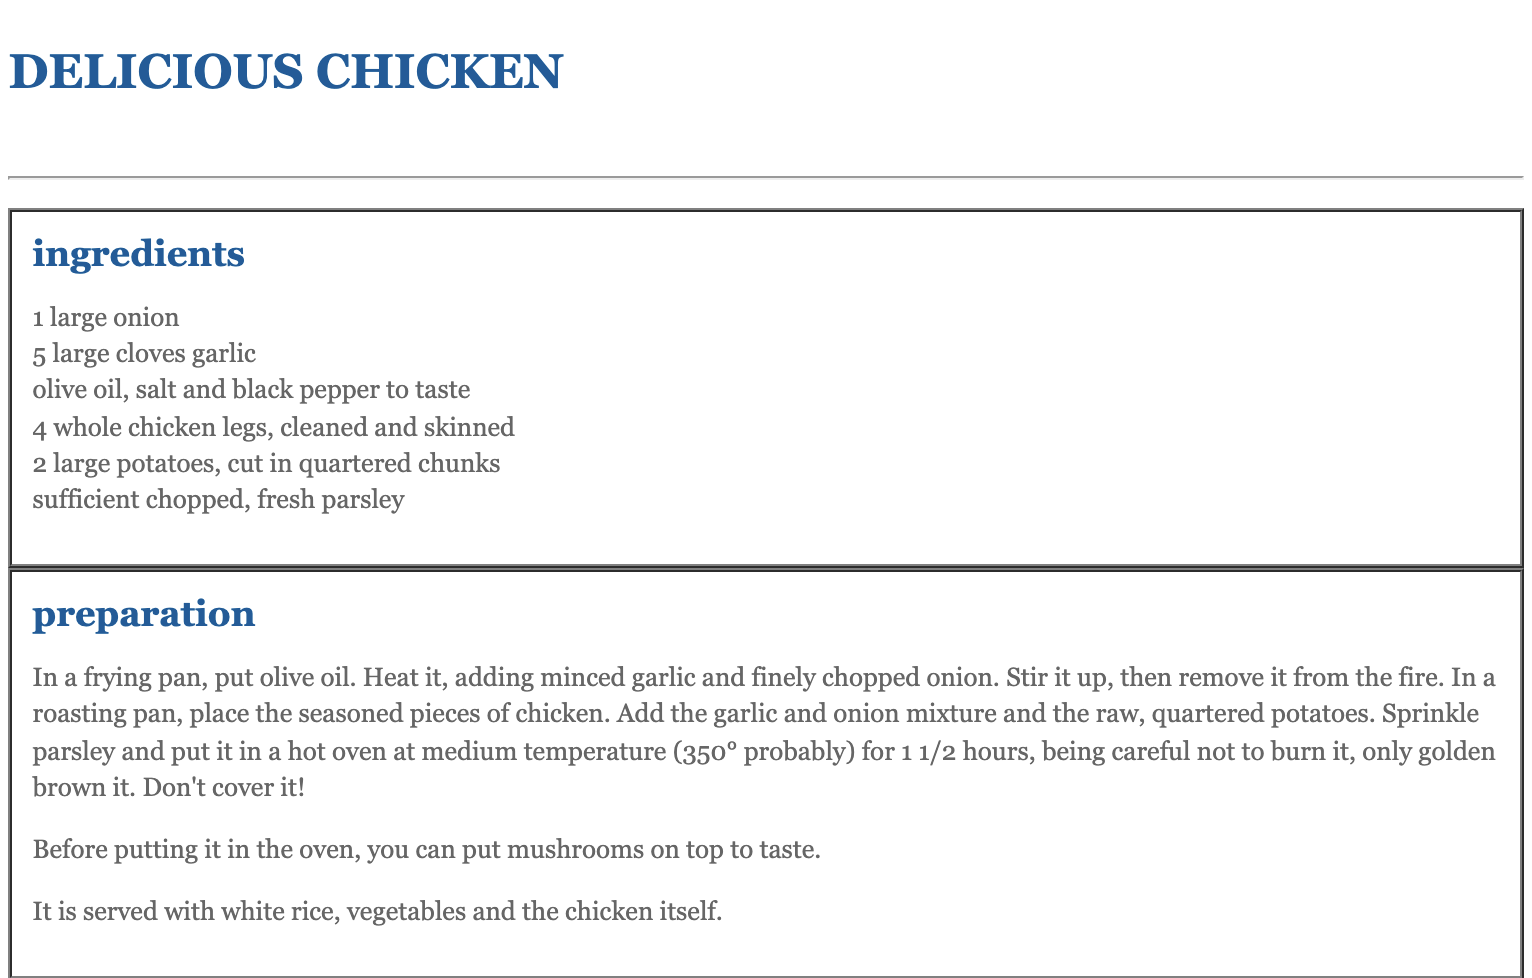 DELICIOUS CHICKEN
ingredients
1 large onion
5 large cloves garlic
olive oil, salt and black pepper to taste
4 whole chicken legs, cleaned and skinned
2 large potatoes, cut in quartered chunks
sufficient chopped, fresh parsley
preparation
In a frying pan, put olive oil. Heat it, adding minced garlic and finely chopped onion. Stir it up, then remove it from the fire. In a
roasting pan, place the seasoned pieces of chicken. Add the garlic and onion mixture and the raw, quartered potatoes. Sprinkle
parsley and put it in a hot oven at medium temperature (350° probably) for 1 1/2 hours, being careful not to burn it, only golden
brown it. Don't cover it!
Before putting it in the oven, you can put mushrooms on top to taste.
It is served with white rice, vegetables and the chicken itself.